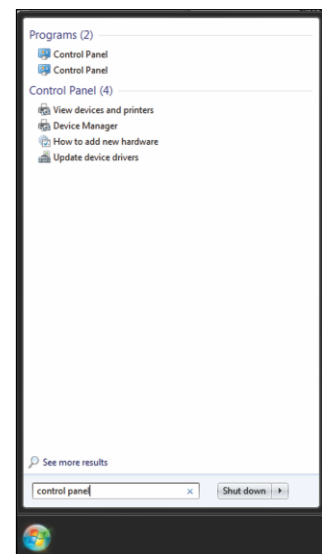 Programs (2)
Control Panel
Control Panel
Control Panel (4)
View devices and printers
Device Manager
How to add new hardware
Update device drivers
See more results
control panel
Shut down